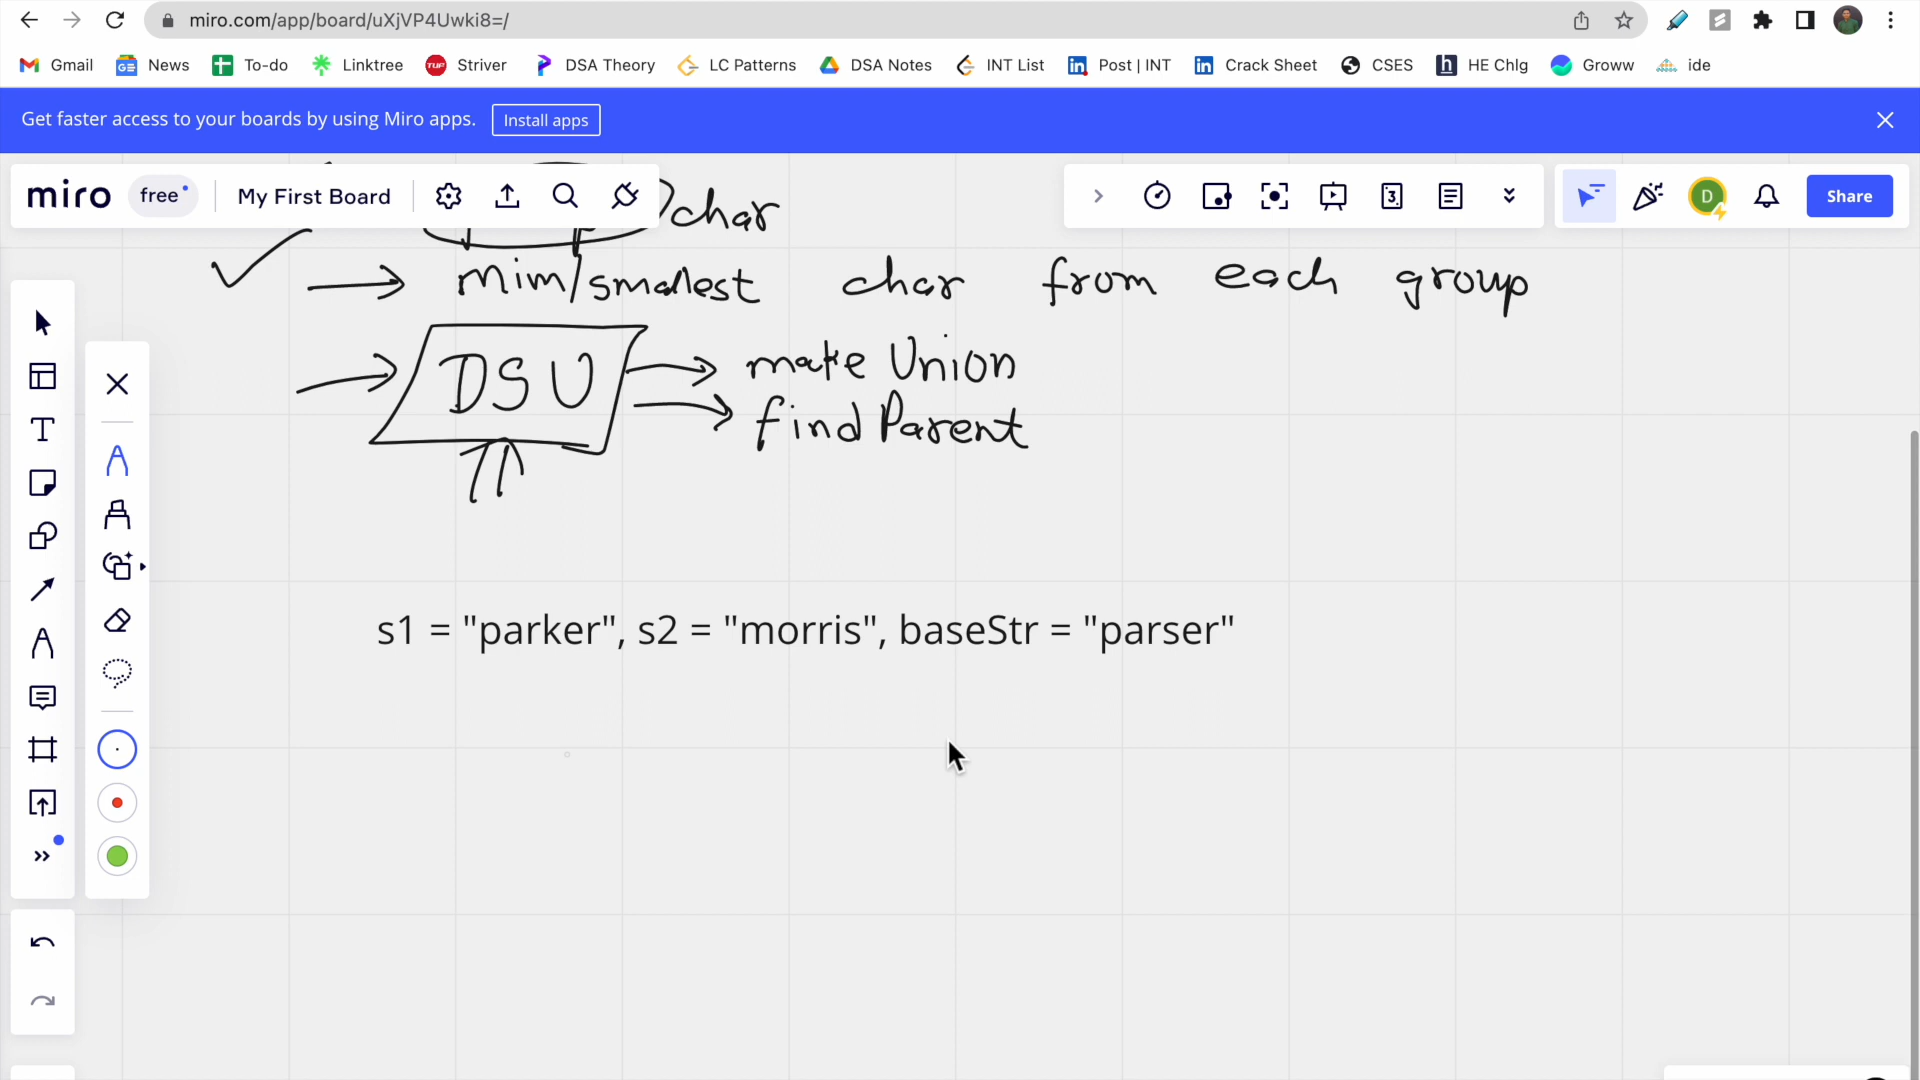 miro.com/app/board/uXjVP4Uwki8=/
Gmail News To-do Linktree TUF Striver DSA Theory LC Patterns DSA Notes INT List Post | INT Crack Sheet CSES HE Chlg Groww ide
Get faster access to your boards by using Miro apps. Install apps
miro free My First Board 3 D Share
char
→ mim/smallest char from each group
→ DSU → make Union
→ find Parent
s1 = "parker", s2 = "morris", baseStr = "parser"